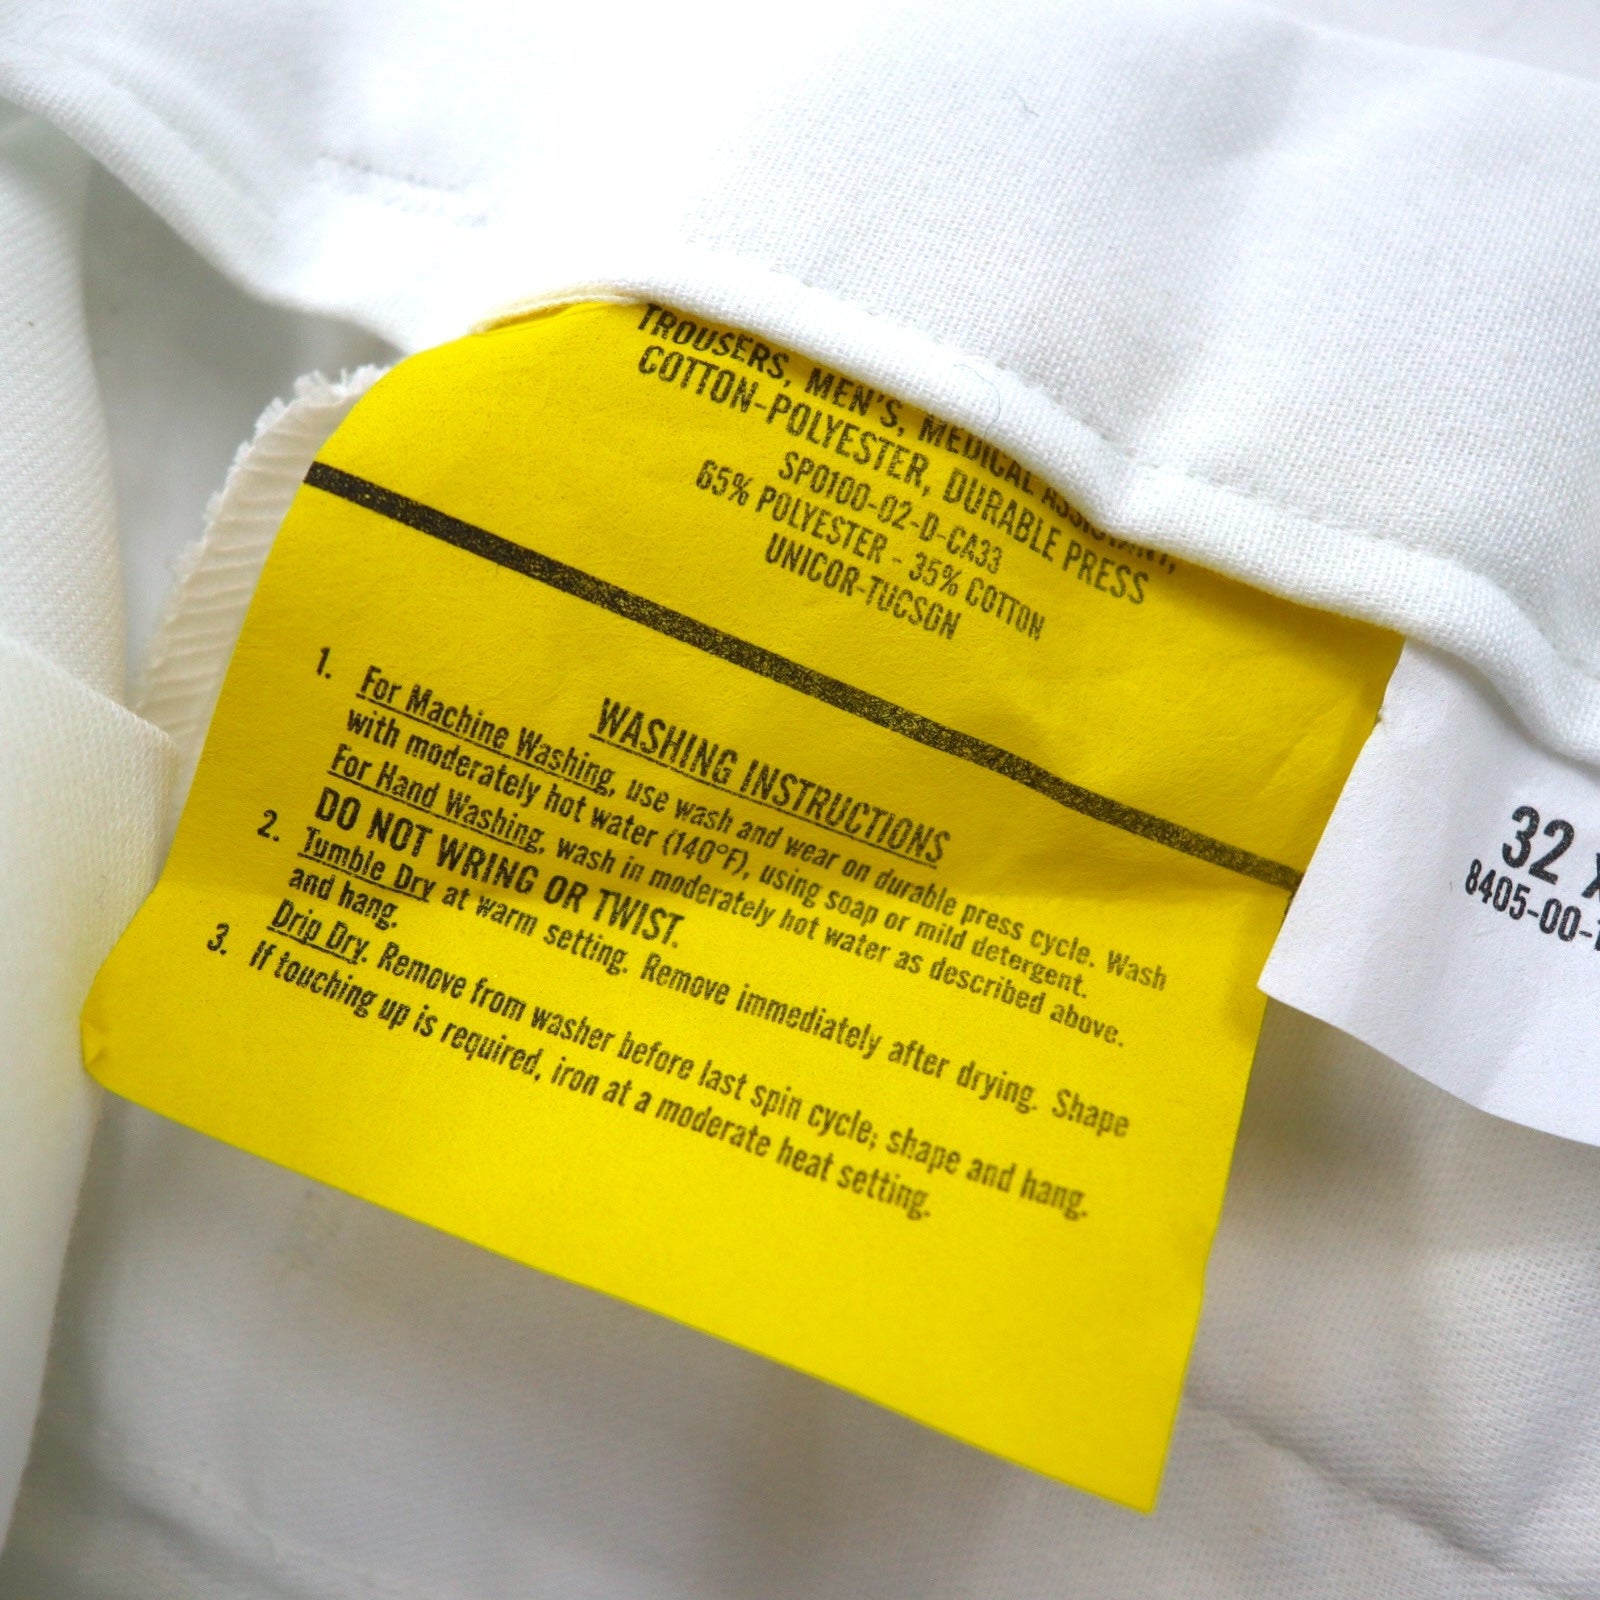 TROUSERS, MEN'S, MEDICAL ASSISTANT,
COTTON-POLYESTER, DURABLE PRESS
SPO100-02-D-CA33
65% POLYESTER - 35% COTTON
UNICOR-TUCSON
WASHING INSTRUCTIONS
1. For Machine Washing, use wash and wear on durable press cycle. Wash
with moderately hot water (140°F), using soap or mild detergent.
For Hand Washing, wash in moderately hot water as described above.
DO NOT WRING OR TWIST.
2. Tumble Dry at warm setting. Remove immediately after drying. Shape
and hang.
Drip Dry. Remove from washer before last spin cycle; shape and hang.
3. If touching up is required, iron at a moderate heat setting.
32 X
8405-00-1